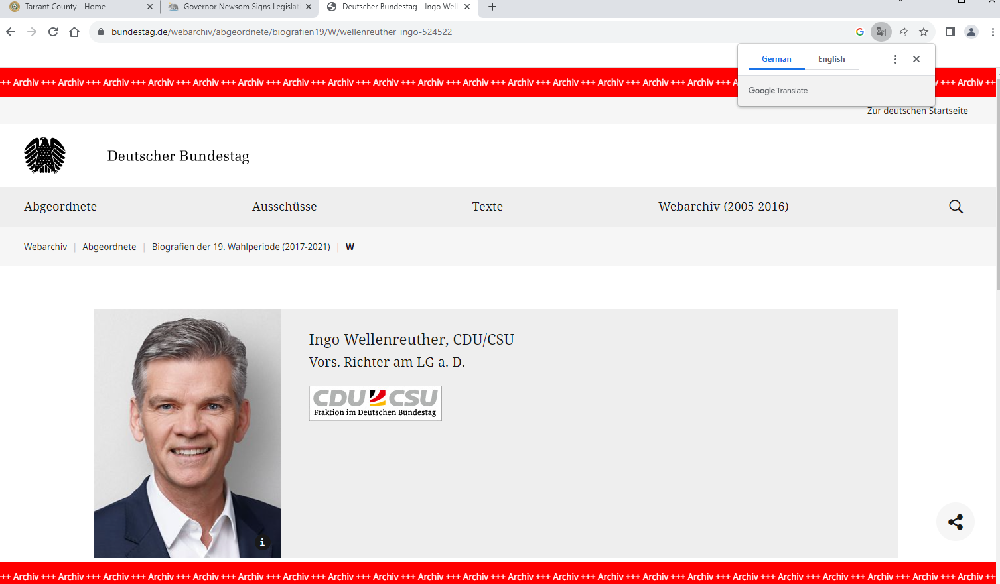 Tarrant County - Home
Governor Newsom Signs Legislat
Deutscher Bundestag - Ingo Well
bundestag.de/webarchiv/abgeordnete/biografien19/W/wellenreuther_ingo-524522
German English
Google Translate
+++ Archiv +++ Archiv +++ Archiv +++ Archiv +++ Archiv +++ Archiv +++ Archiv +++ Archiv +++ Archiv +++ Archiv +++ Archiv +++ Archiv +++ Archiv +++ Archiv +++ Archiv +++ Archiv +++ +++ Archiv +++
Zur deutschen Startseite
Deutscher Bundestag
Abgeordnete Ausschüsse Texte Webarchiv (2005-2016)
Webarchiv | Abgeordnete | Biografien der 19. Wahlperiode (2017-2021) | W
Ingo Wellenreuther, CDU/CSU
Vors. Richter am LG a. D.
CDU CSU
Fraktion im Deutschen Bundestag
i
+++ Archiv +++ Archiv +++ Archiv +++ Archiv +++ Archiv +++ Archiv +++ Archiv +++ Archiv +++ Archiv +++ Archiv +++ Archiv +++ Archiv +++ Archiv +++ Archiv +++ Archiv +++ Archiv +++ Archiv +++ Archiv +++ Archiv +++ Archiv +++ Archiv +++ Archiv +++